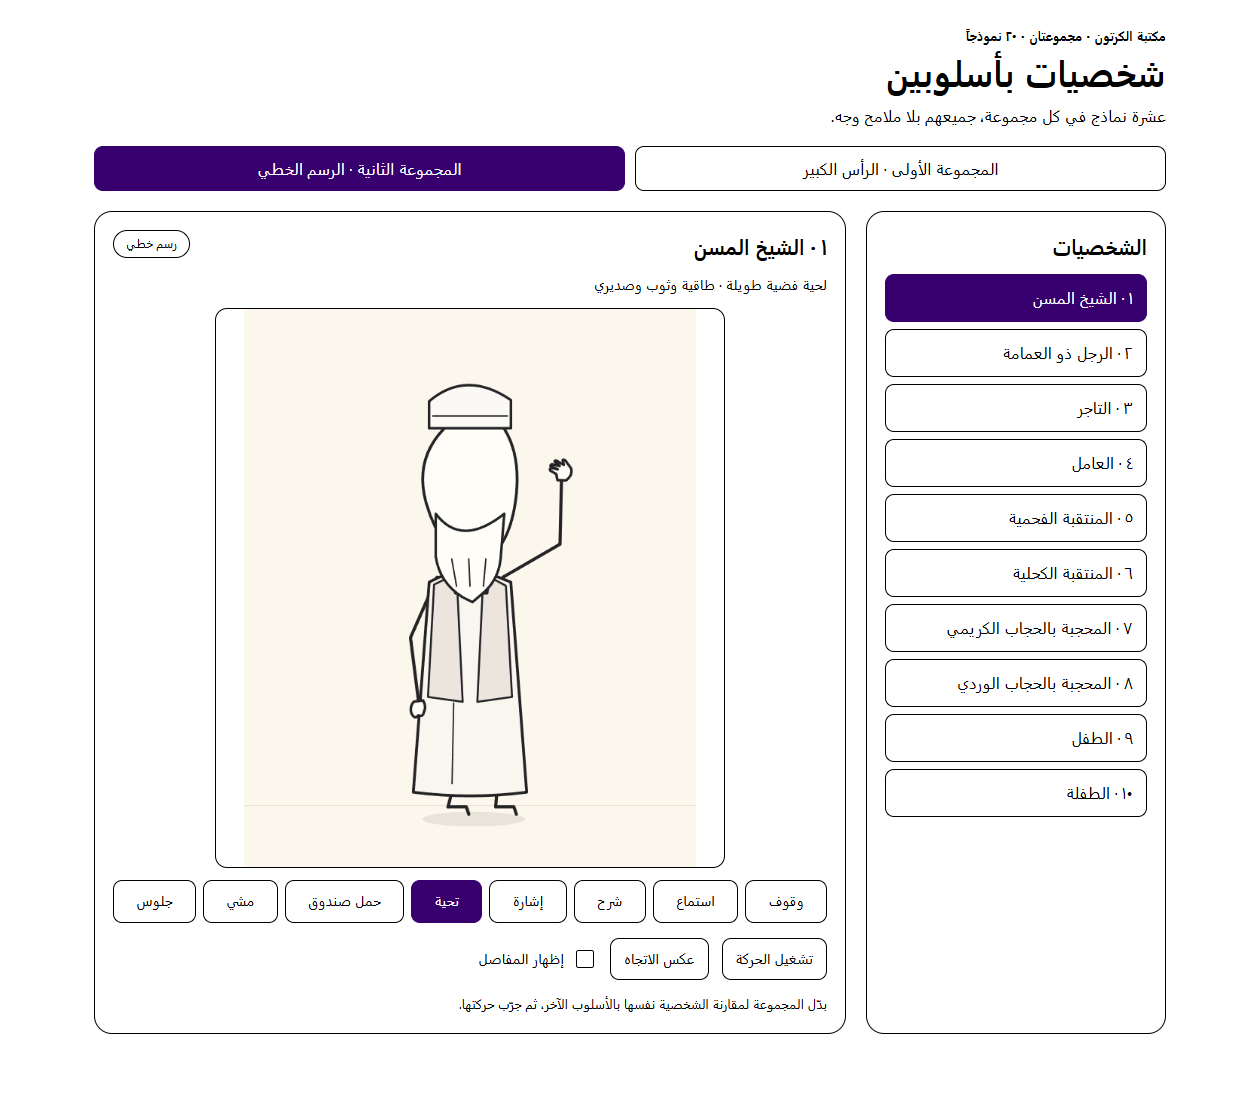 مكتبة الكرتون · مجموعتان · ٢٠ نموذجاً
شخصيات بأسلوبين
عشرة نماذج في كل مجموعة، جميعهم بلا ملامح وجه.
المجموعة الأولى · الرأس الكبير
المجموعة الثانية · الرسم الخطي
الشخصيات
٠١ · الشيخ المسن
٠٢ · الرجل ذو العمامة
٠٣ · التاجر
٠٤ · العامل
٠٥ · المنتقبة الفحمية
٠٦ · المنتقبة الكحلية
٠٧ · المحجبة بالحجاب الكريمي
٠٨ · المحجبة بالحجاب الوردي
٠٩ · الطفل
١٠ · الطفلة
٠١ · الشيخ المسن
رسم خطي
لحية فضية طويلة · طاقية وثوب وصديري
وقوف
استماع
شرح
إشارة
تحية
حمل صندوق
مشي
جلوس
تشغيل الحركة
عكس الاتجاه
إظهار المفاصل
بدّل المجموعة لمقارنة الشخصية نفسها بالأسلوب الآخر، ثم جرّب حركتها.